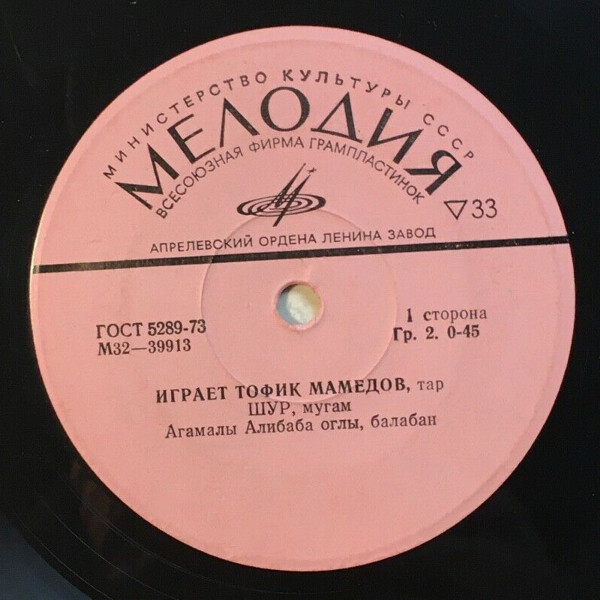 МИНИСТЕРСТВО КУЛЬТУРЫ СССР
МЕЛОДИЯ
ВСЕСОЮЗНАЯ ФИРМА ГРАМПЛАСТИНОК
▽33
АПРЕЛЕВСКИЙ ОРДЕНА ЛЕНИНА ЗАВОД
ГОСТ 5289-73
М32—39913
1 сторона
Гр. 2. 0-45
ИГРАЕТ ТОФИК МАМЕДОВ, тар
ШУР, мугам
Агамалы Алибаба оглы, балабан